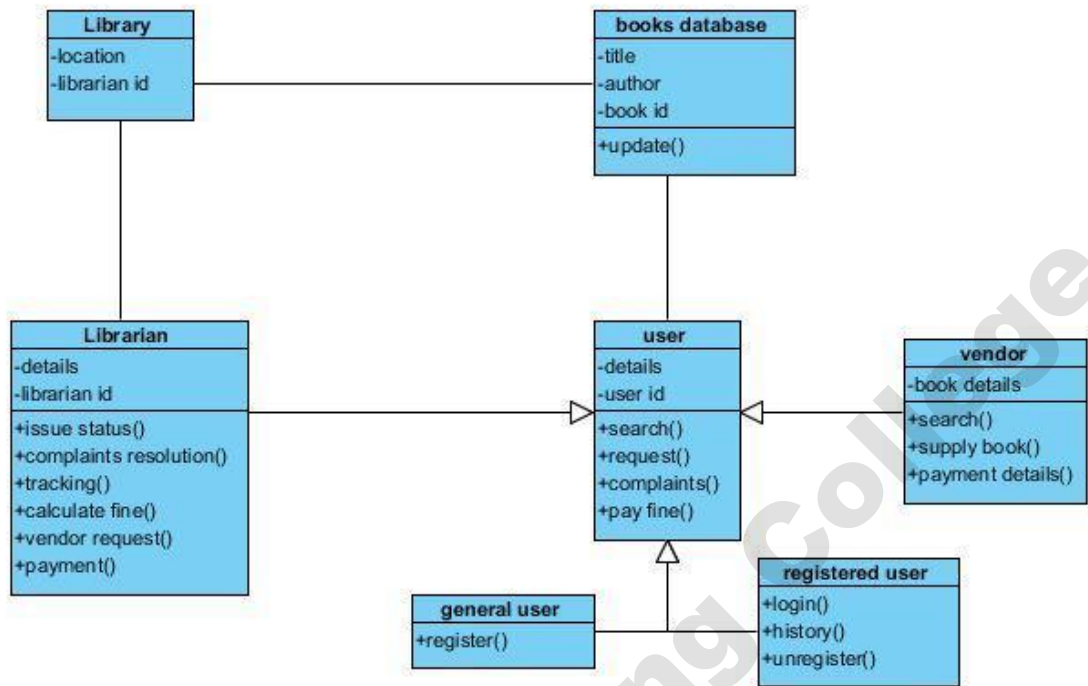 Library
-location
-librarian id
books database
-title
-author
-book id
+update()
Librarian
-details
-librarian id
+issue status()
+complaints resolution()
+tracking()
+calculate fine()
+vendor request()
+payment()
user
-details
-user id
+search()
+request()
+complaints()
+pay fine()
vendor
-book details
+search()
+supply book()
+payment details()
general user
+register()
registered user
+login()
+history()
+unregister()
College